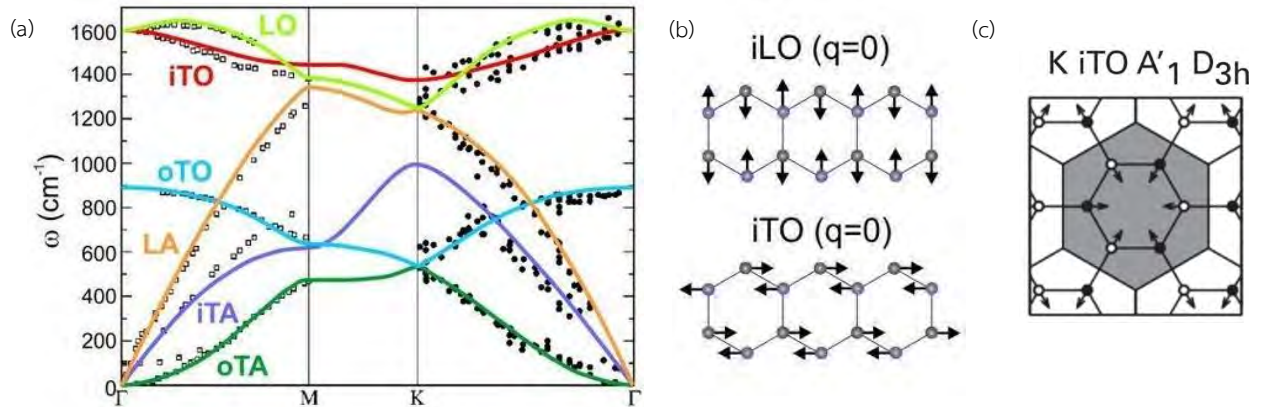 (a)
ω (cm-1)
1600
1400
1200
1000
800
600
400
200
0
LO
iTO
oTO
LA
iTA
oTA
Γ M K Γ
(b)
iLO (q=0)
iTO (q=0)
(c)
K iTO A'1 D3h